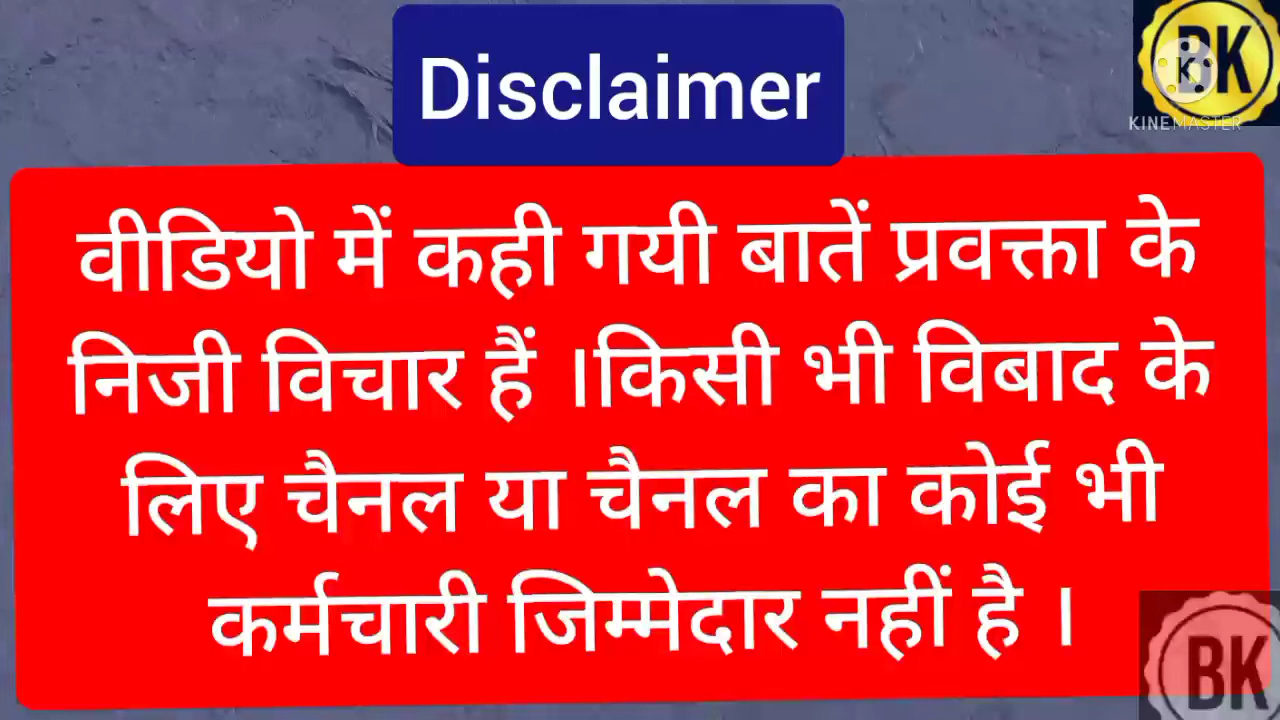 Disclaimer
BK
K
KINEMASTER
वीडियो में कही गयी बातें प्रवक्ता के
निजी विचार हैं ।किसी भी विबाद के
लिए चैनल या चैनल का कोई भी
कर्मचारी जिम्मेदार नहीं है ।
BK